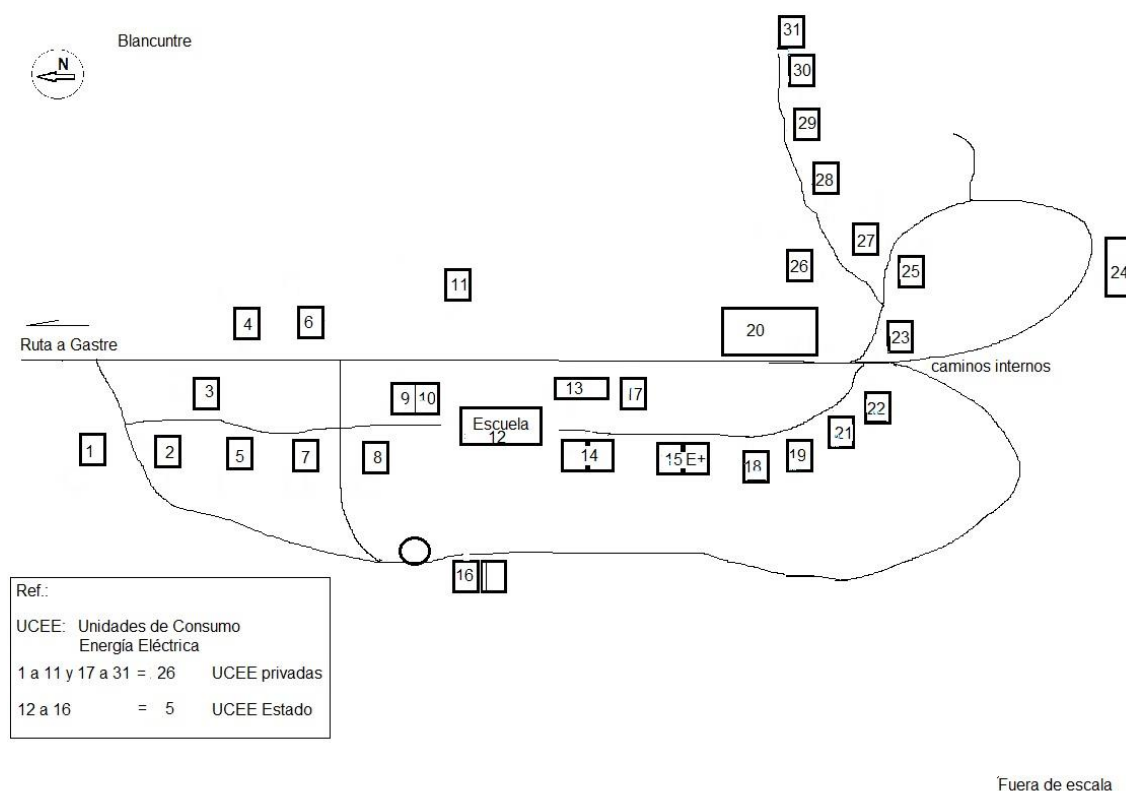 Blancuntre
N
31
30
29
28
27
26
25
24
11
4
6
20
23
Ruta a Gastre
caminos internos
3
9 10
13
17
22
Escuela
12
21
1
2
5
7
8
14
15 E+
18
19
16
Ref.:
UCEE: Unidades de Consumo
Energía Eléctrica
1 a 11 y 17 a 31 = 26 UCEE privadas
12 a 16 = 5 UCEE Estado
Fuera de escala